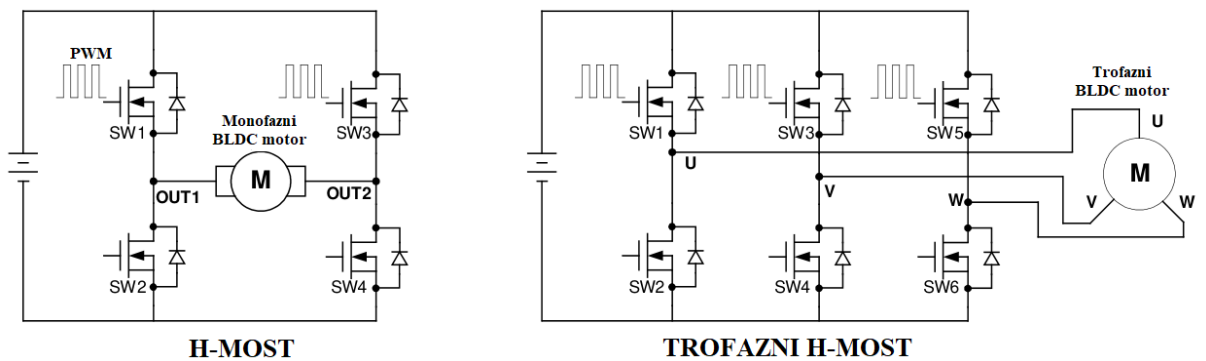 PWM
SW1
SW3
Monofazni
BLDC motor
M
OUT1
OUT2
SW2
SW4
H-MOST
SW1
SW3
SW5
Trofazni
BLDC motor
U
U
V
W
M
V
W
SW2
SW4
SW6
TROFAZNI H-MOST